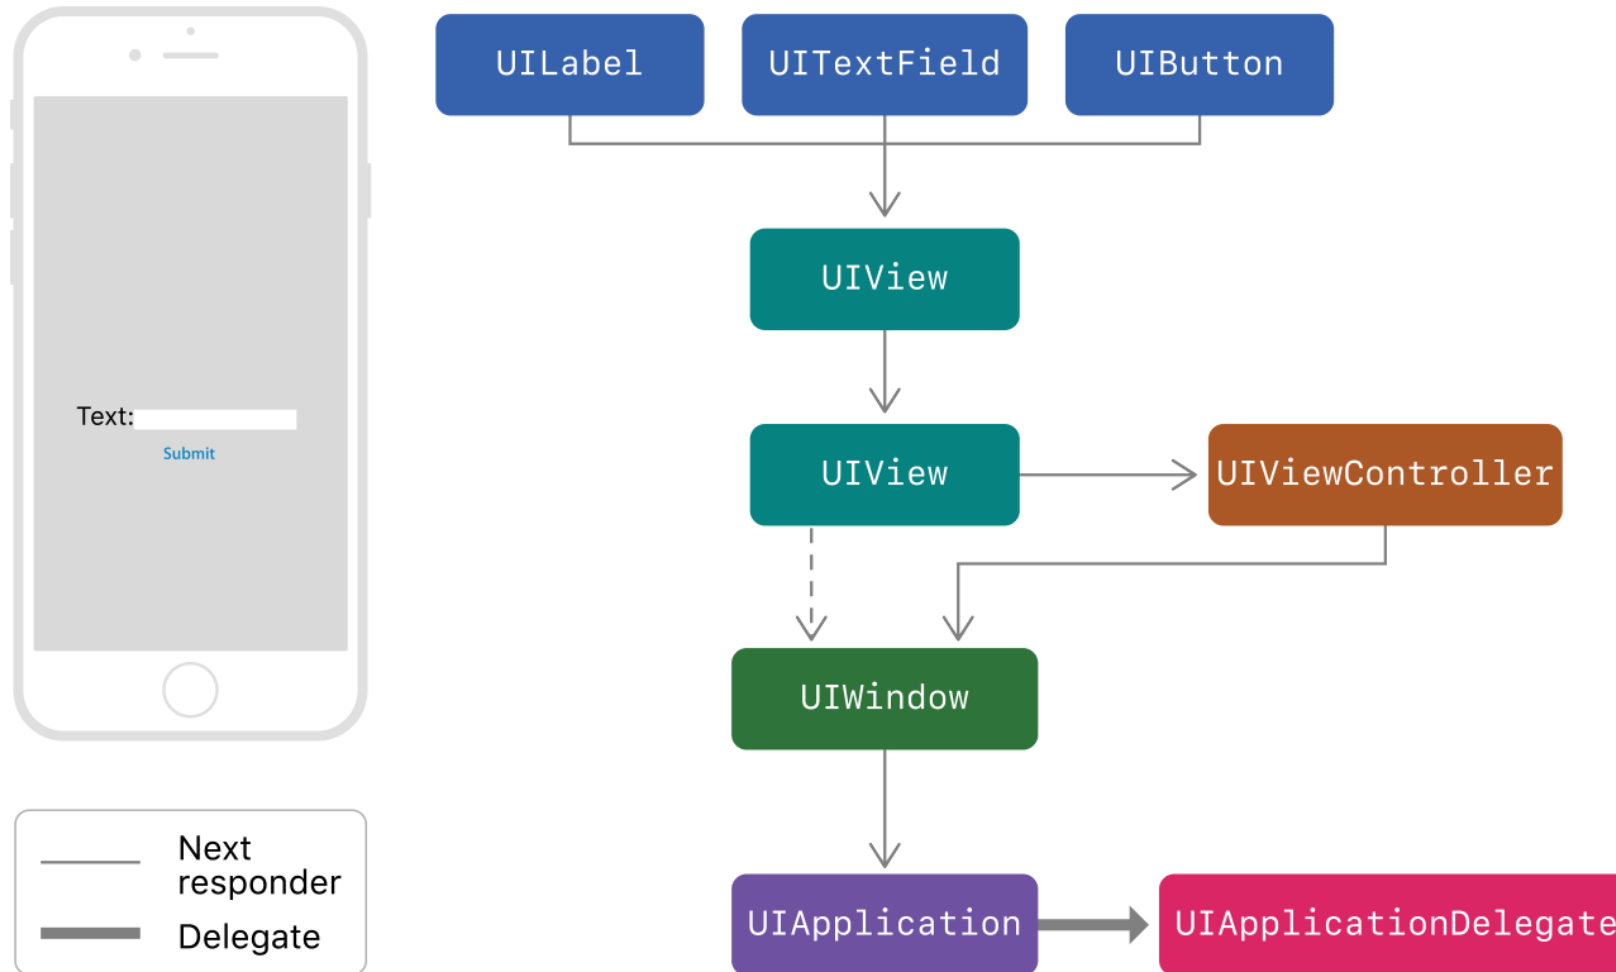 UILabel
UITextField
UIButton
UIView
Text:
Submit
UIView
UIViewController
UIWindow
Next
responder
Delegate
UIApplication
UIApplicationDelegate